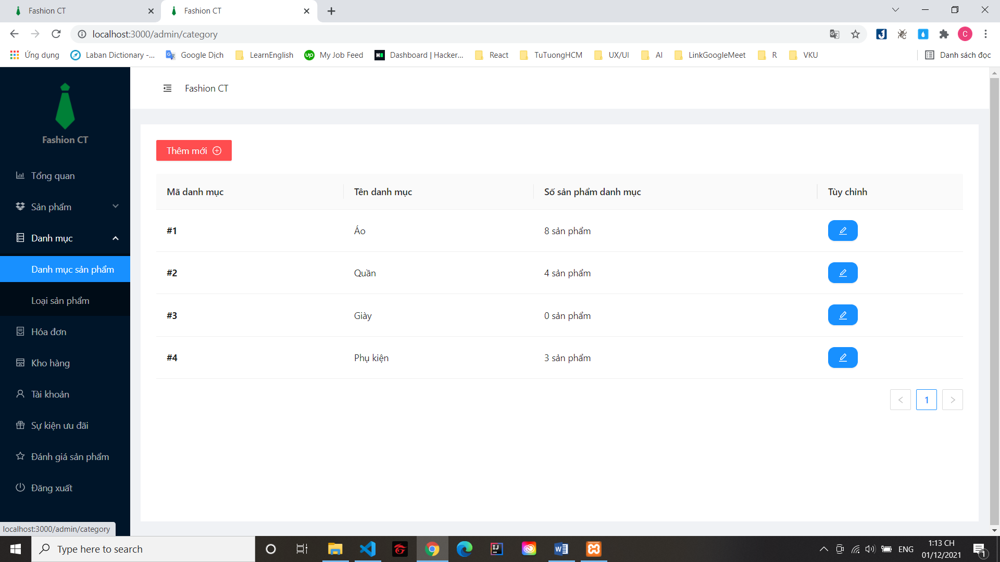 Fashion CT
Fashion CT
localhost:3000/admin/category
C
Ứng dụng
Laban Dictionary -...
Google Dịch
LearnEnglish
My Job Feed
Dashboard | Hacker...
React
TuTuongHCM
UX/UI
AI
LinkGoogleMeet
R
VKU
Danh sách đọc
Fashion CT
Fashion CT
Tổng quan
Sản phẩm
Danh mục
Danh mục sản phẩm
Loại sản phẩm
Hóa đơn
Kho hàng
Tài khoản
Sự kiện ưu đãi
Đánh giá sản phẩm
Đăng xuất
Thêm mới
Mã danh mục Tên danh mục Số sản phẩm danh mục Tùy chỉnh
#1 Áo 8 sản phẩm
#2 Quần 4 sản phẩm
#3 Giày 0 sản phẩm
#4 Phụ kiện 3 sản phẩm
1
localhost:3000/admin/category
Type here to search
ENG
1:13 CH
01/12/2021
1